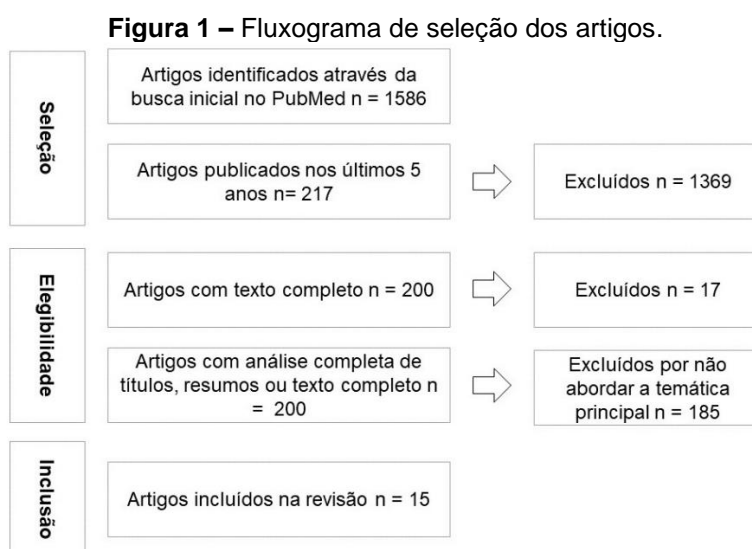 Figura 1 – Fluxograma de seleção dos artigos.
Seleção
Artigos identificados através da
busca inicial no PubMed n = 1586
Artigos publicados nos últimos 5
anos n= 217
Excluídos n = 1369
Elegibilidade
Artigos com texto completo n = 200
Excluídos n = 17
Artigos com análise completa de
títulos, resumos ou texto completo n
= 200
Excluídos por não
abordar a temática
principal n = 185
Inclusão
Artigos incluídos na revisão n = 15